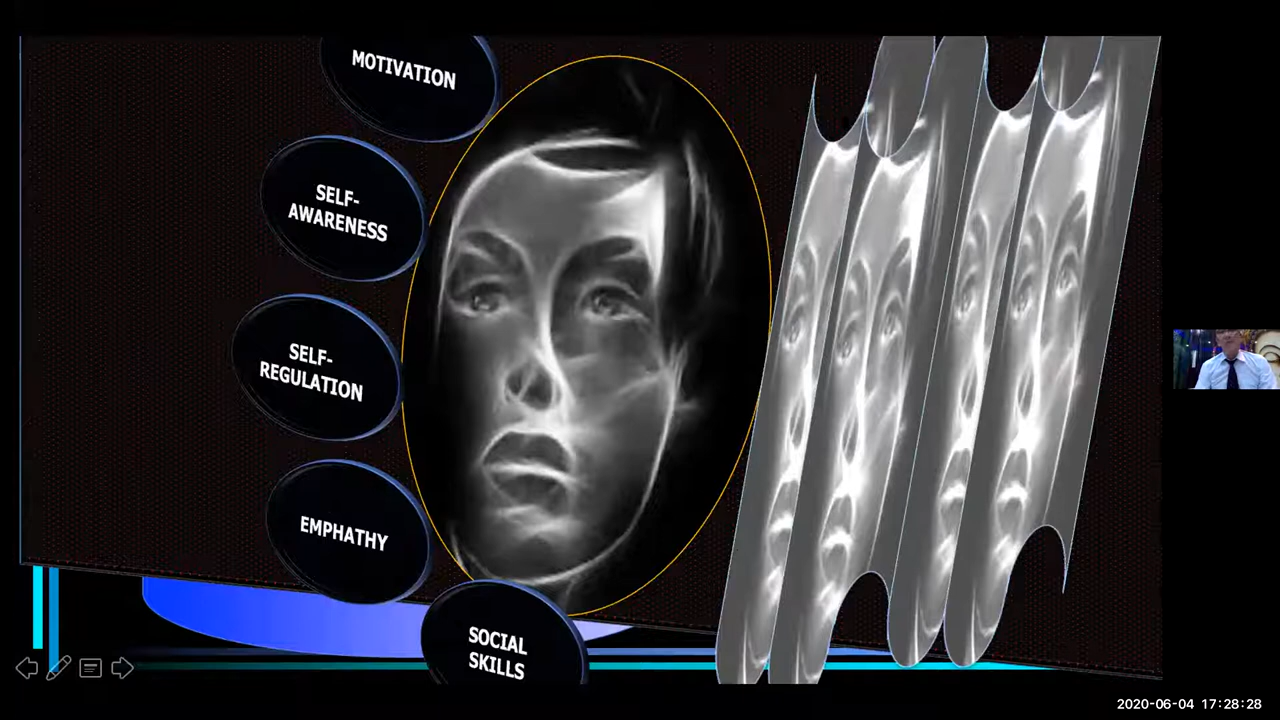 MOTIVATION
SELF-
AWARENESS
SELF-
REGULATION
EMPHATHY
SOCIAL
SKILLS
2020-06-04 17:28:28